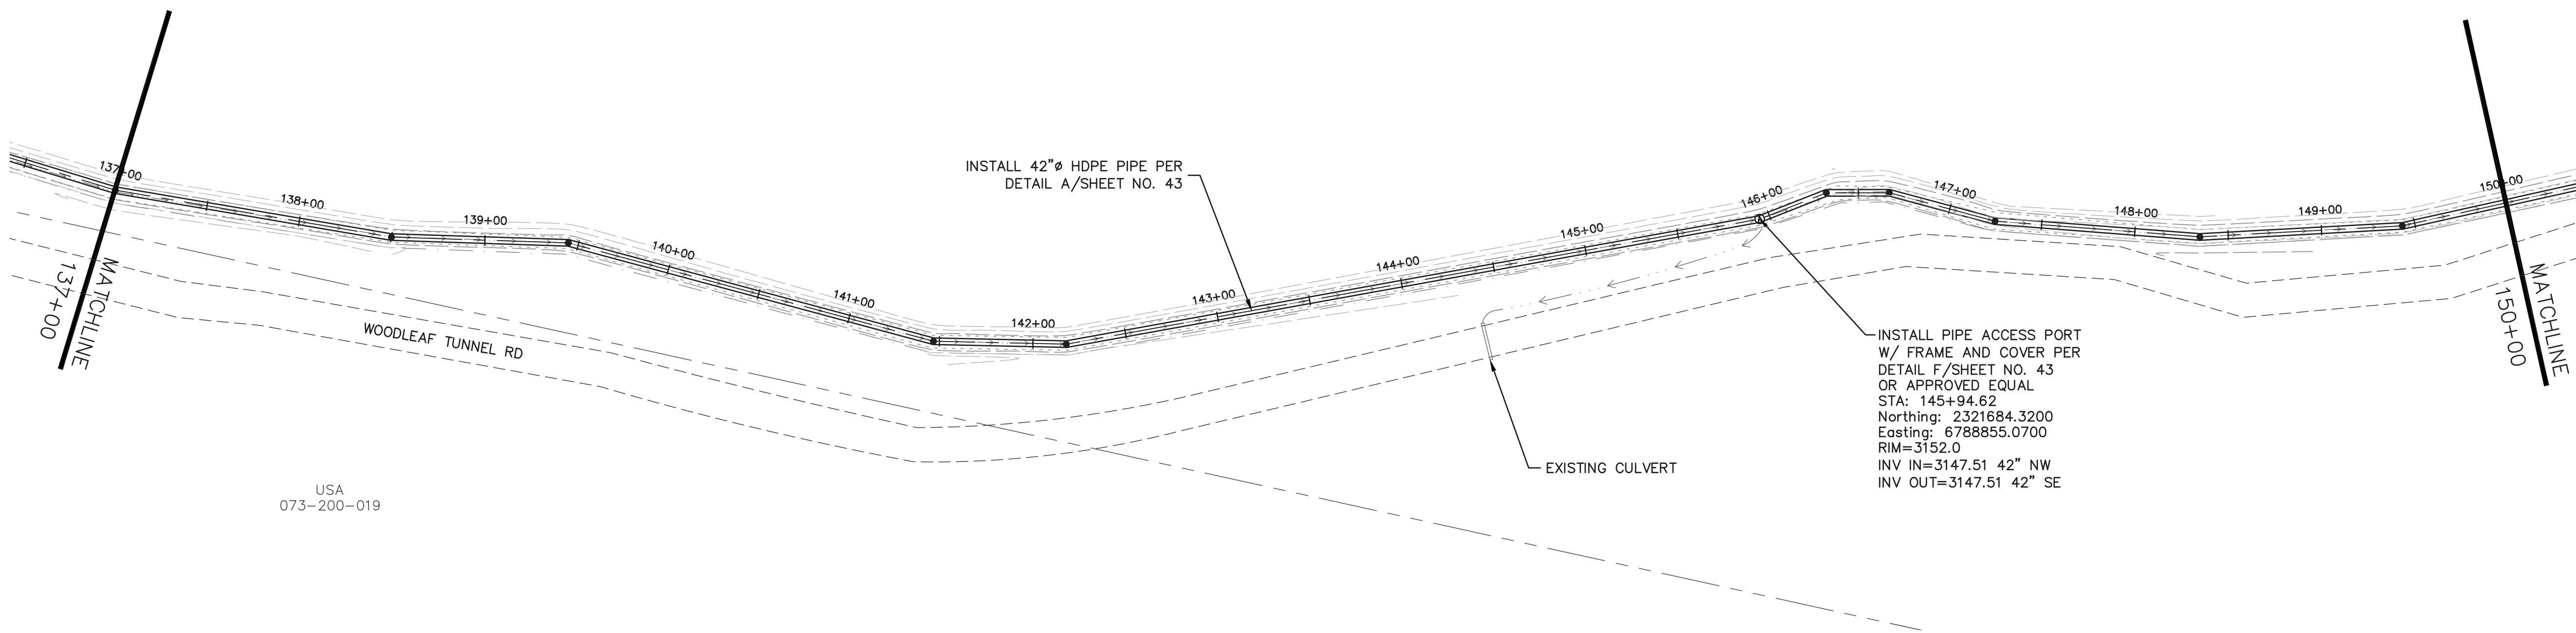 137+00
138+00
139+00
140+00
141+00
142+00
143+00
144+00
145+00
146+00
147+00
148+00
149+00
150+00
MATCHLINE
137+00
INSTALL 42"ø HDPE PIPE PER
DETAIL A/SHEET NO. 43
WOODLEAF TUNNEL RD
USA
073-200-019
EXISTING CULVERT
INSTALL PIPE ACCESS PORT
W/ FRAME AND COVER PER
DETAIL F/SHEET NO. 43
OR APPROVED EQUAL
STA: 145+94.62
Northing: 2321684.3200
Easting: 6788855.0700
RIM=3152.0
INV IN=3147.51 42" NW
INV OUT=3147.51 42" SE
MATCHLINE
150+00